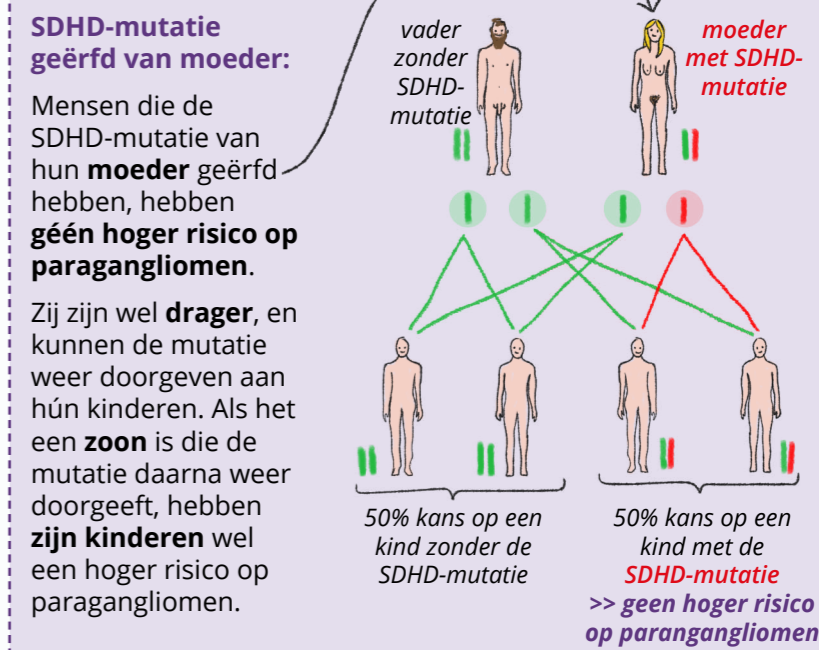 SDHD-mutatie
geërfd van moeder:
Mensen die de
SDHD-mutatie van
hun moeder geërfd
hebben, hebben
géén hoger risico op
paragangliomen.
Zij zijn wel drager, en
kunnen de mutatie
weer doorgeven aan
hún kinderen. Als het
een zoon is die de
mutatie daarna weer
doorgeeft, hebben
zijn kinderen wel
een hoger risico op
paragangliomen.
vader
zonder
SDHD-
mutatie
moeder
met SDHD-
mutatie
50% kans op een
kind zonder de
SDHD-mutatie
50% kans op een
kind met de
SDHD-mutatie
>> geen hoger risico
op parangangliomen